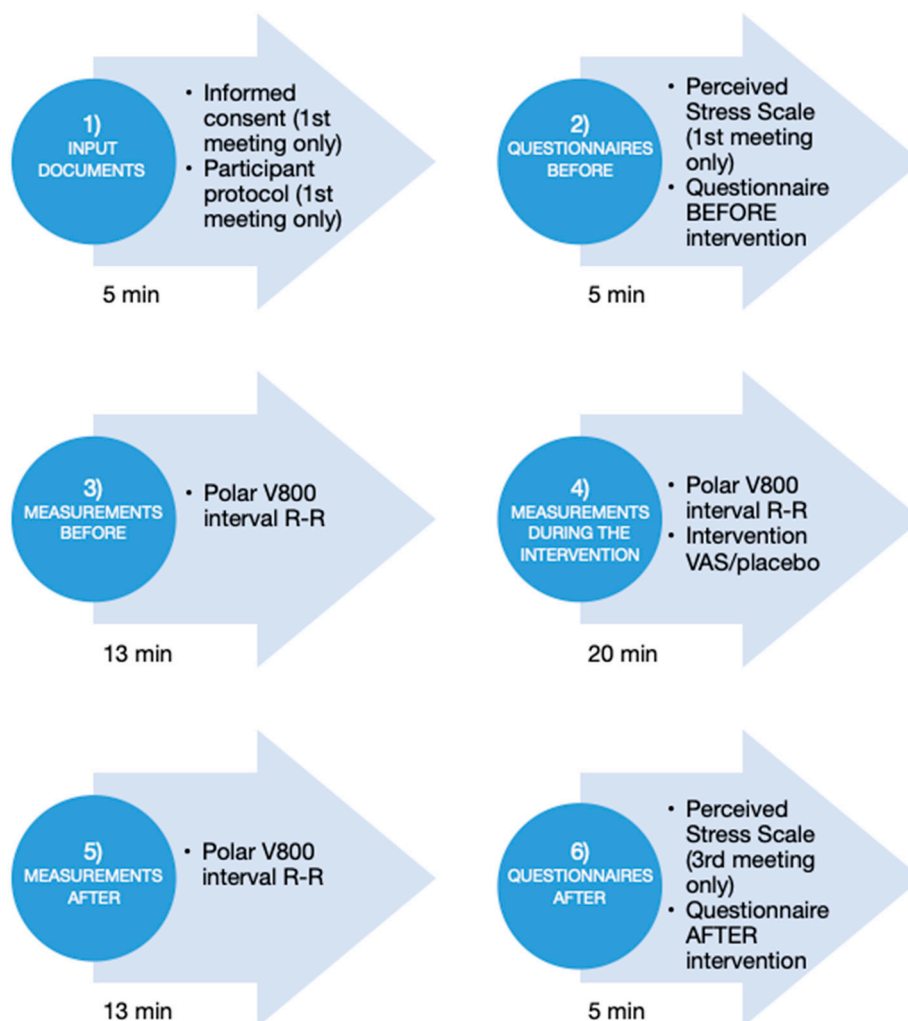 1)
INPUT
DOCUMENTS
• Informed
consent (1st
meeting only)
• Participant
protocol (1st
meeting only)
5 min
2)
QUESTIONNAIRES
BEFORE
• Perceived
Stress Scale
(1st meeting
only)
• Questionnaire
BEFORE
intervention
5 min
3)
MEASUREMENTS
BEFORE
• Polar V800
interval R-R
13 min
4)
MEASUREMENTS
DURING THE
INTERVENTION
• Polar V800
interval R-R
• Intervention
VAS/placebo
20 min
5)
MEASUREMENTS
AFTER
• Polar V800
interval R-R
13 min
6)
QUESTIONNAIRES
AFTER
• Perceived
Stress Scale
(3rd meeting
only)
• Questionnaire
AFTER
intervention
5 min